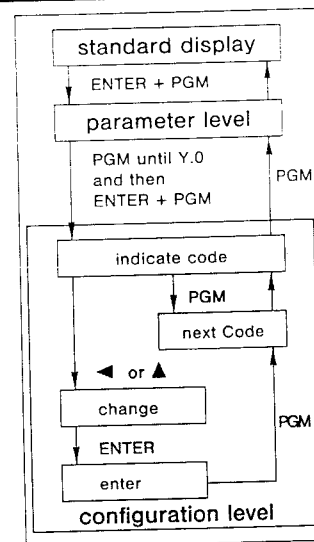 standard display
ENTER + PGM
parameter level
PGM until Y.0
and then
ENTER + PGM
PGM
indicate code
PGM
next Code
◄ or ▲
change
PGM
ENTER
enter
configuration level